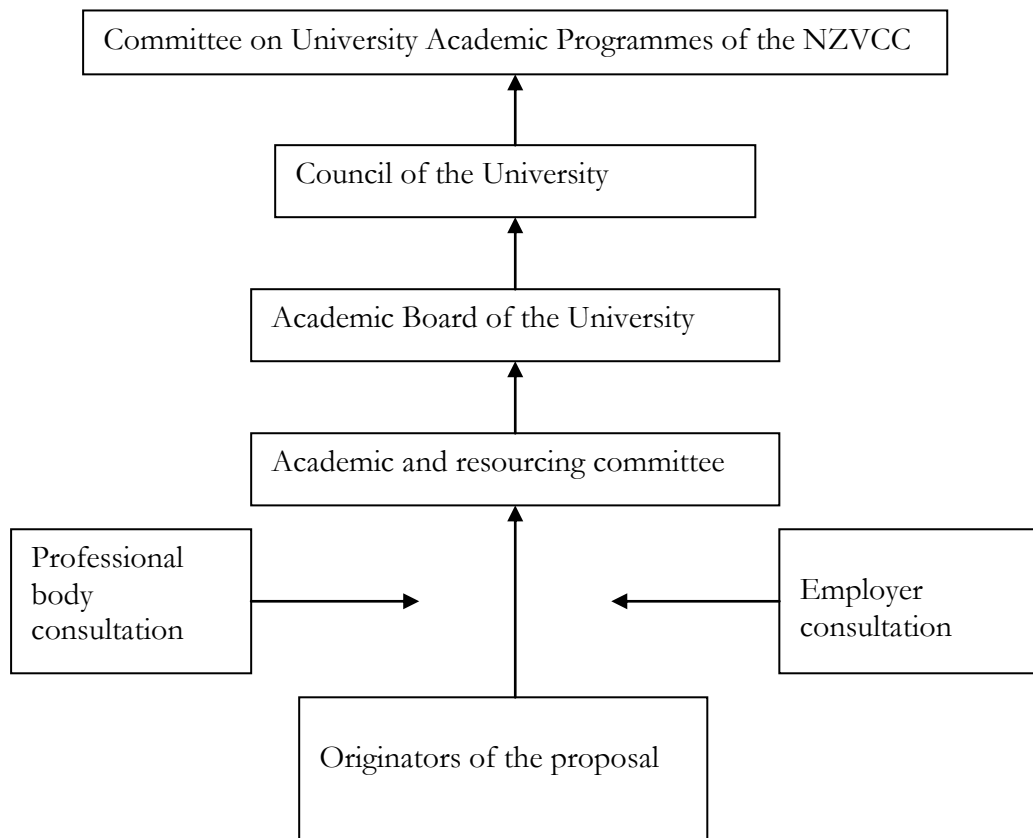 Committee on University Academic Programmes of the NZVCC
Council of the University
Academic Board of the University
Academic and resourcing committee
Professional
body
consultation
Employer
consultation
Originators of the proposal